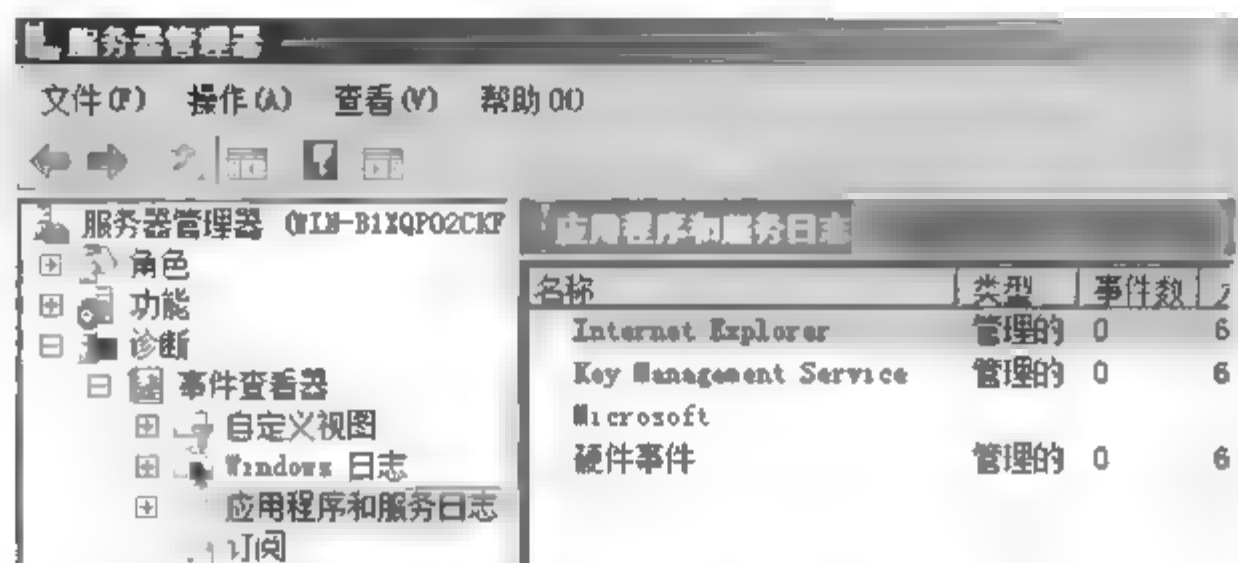 服务器管理器
文件(F) 操作(A) 查看(V) 帮助(H)
服务器管理器
角色
功能
诊断
事件查看器
自定义视图
Windows 日志
应用程序和服务日志
订阅
应用程序和服务日志
名称 类型 事件数
Internet Explorer 管理的 0 6
Key Management Service 管理的 0 6
Microsoft
硬件事件 管理的 0 6